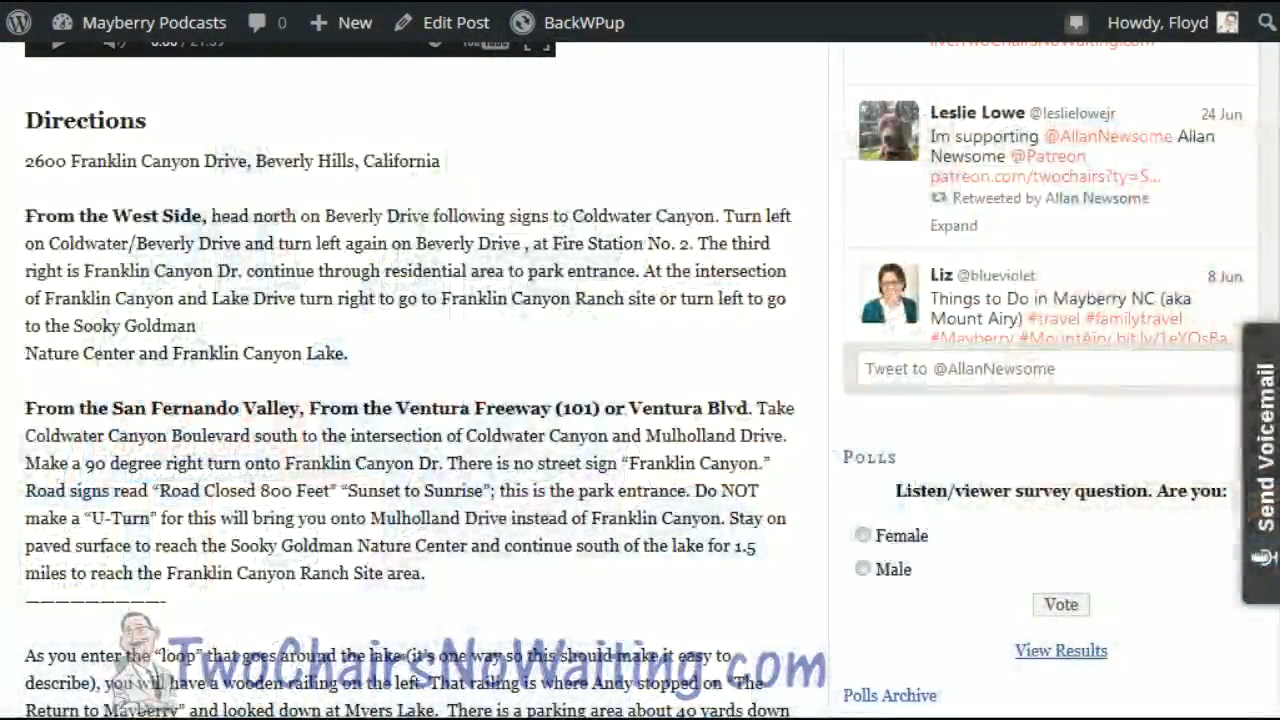 Mayberry Podcasts 0 New Edit Post BackWPup Howdy, Floyd
Directions
2600 Franklin Canyon Drive, Beverly Hills, California
From the West Side, head north on Beverly Drive following signs to Coldwater Canyon. Turn left
on Coldwater/Beverly Drive and turn left again on Beverly Drive , at Fire Station No. 2. The third
right is Franklin Canyon Dr. continue through residential area to park entrance. At the intersection
of Franklin Canyon and Lake Drive turn right to go to Franklin Canyon Ranch site or turn left to go
to the Sooky Goldman
Nature Center and Franklin Canyon Lake.
From the San Fernando Valley, From the Ventura Freeway (101) or Ventura Blvd. Take
Coldwater Canyon Boulevard south to the intersection of Coldwater Canyon and Mulholland Drive.
Make a 90 degree right turn onto Franklin Canyon Dr. There is no street sign “Franklin Canyon.”
Road signs read “Road Closed 800 Feet” “Sunset to Sunrise”; this is the park entrance. Do NOT
make a “U-Turn” for this will bring you onto Mulholland Drive instead of Franklin Canyon. Stay on
paved surface to reach the Sooky Goldman Nature Center and continue south of the lake for 1.5
miles to reach the Franklin Canyon Ranch Site area.
——————————-
As you enter the “loop” that goes around the lake (it’s one way so this should make it easy to
describe), you will have a wooden railing on the left. That railing is where Andy stopped on “The
Return to Mayberry” and looked down at Myers Lake. There is a parking area about 40 yards down
TwoChairsNoWaiting.com
live.TwoChairsNoWaiting.com
Leslie Lowe @leslielowejr 24 Jun
Im supporting @AllanNewsome Allan
Newsome @Patreon
patreon.com/twochairs?ty=S...
Retweeted by Allan Newsome
Expand
Liz @blueviolet 8 Jun
Things to Do in Mayberry NC (aka
Mount Airy) #travel #familytravel
#Mayberry #MountAiry bit.ly/1eYOsBa
Tweet to @AllanNewsome
Polls
Listen/viewer survey question. Are you:
Female
Male
Vote
View Results
Polls Archive
Send Voicemail